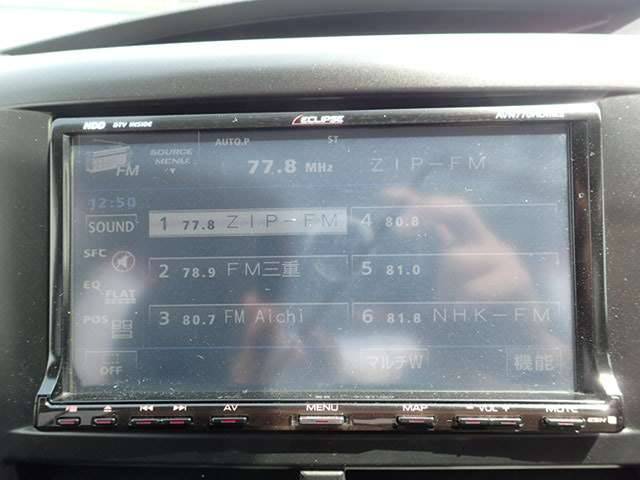 HDD DTV INSIDE ECLIPSE
AUTO.P ST
FM SOURCE MENU 77.8 MHz ZIP-FM
12:50
SOUND 1 77.8 ZIP-FM 4 80.8
SFC
2 78.9 FM三重 5 81.0
EQ FLAT
POS 3 80.7 FM Aichi 6 81.8 NHK-FM
OFF マルチW 機能
AV MENU MAP - VOL + MUTE